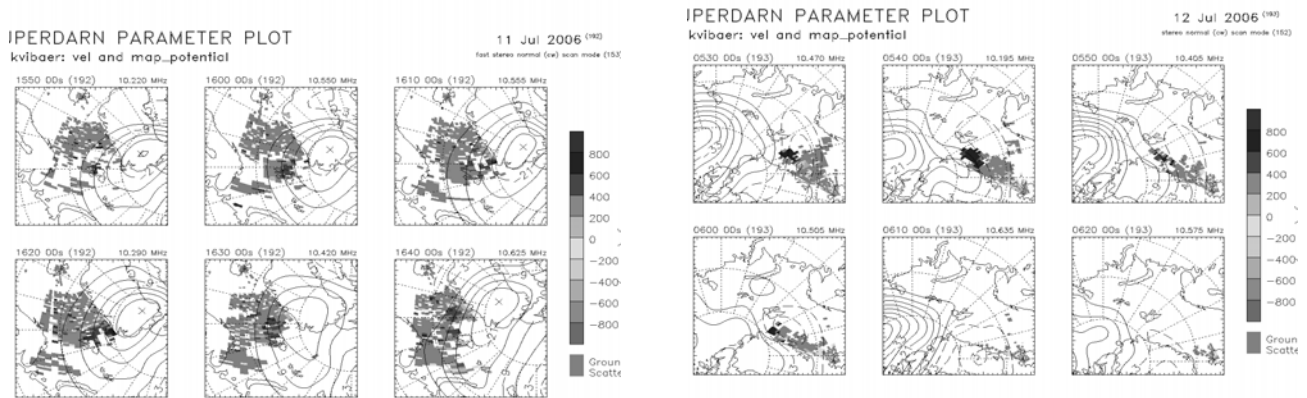 JPERDARN PARAMETER PLOT
11 Jul 2006 (192)
kvibaer: vel and map_potential
fast stereo normal (cw) scan mode (153)
1550 00s (192) 10.220 MHz
1600 00s (192) 10.550 MHz
1610 00s (192) 10.555 MHz
1620 00s (192) 10.290 MHz
1630 00s (192) 10.420 MHz
1640 00s (192) 10.625 MHz
800
600
400
200
0
-200
-400
-600
-800
Groun
Scatte
JPERDARN PARAMETER PLOT
12 Jul 2006 (193)
kvibaer: vel and map_potential
stereo normal (cw) scan mode (152)
0530 00s (193) 10.470 MHz
0540 00s (193) 10.195 MHz
0550 00s (193) 10.405 MHz
0600 00s (193) 10.505 MHz
0610 00s (193) 10.635 MHz
0620 00s (193) 10.575 MHz
800
600
400
200
0
-200
-400
-600
-800
Groun
Scatte